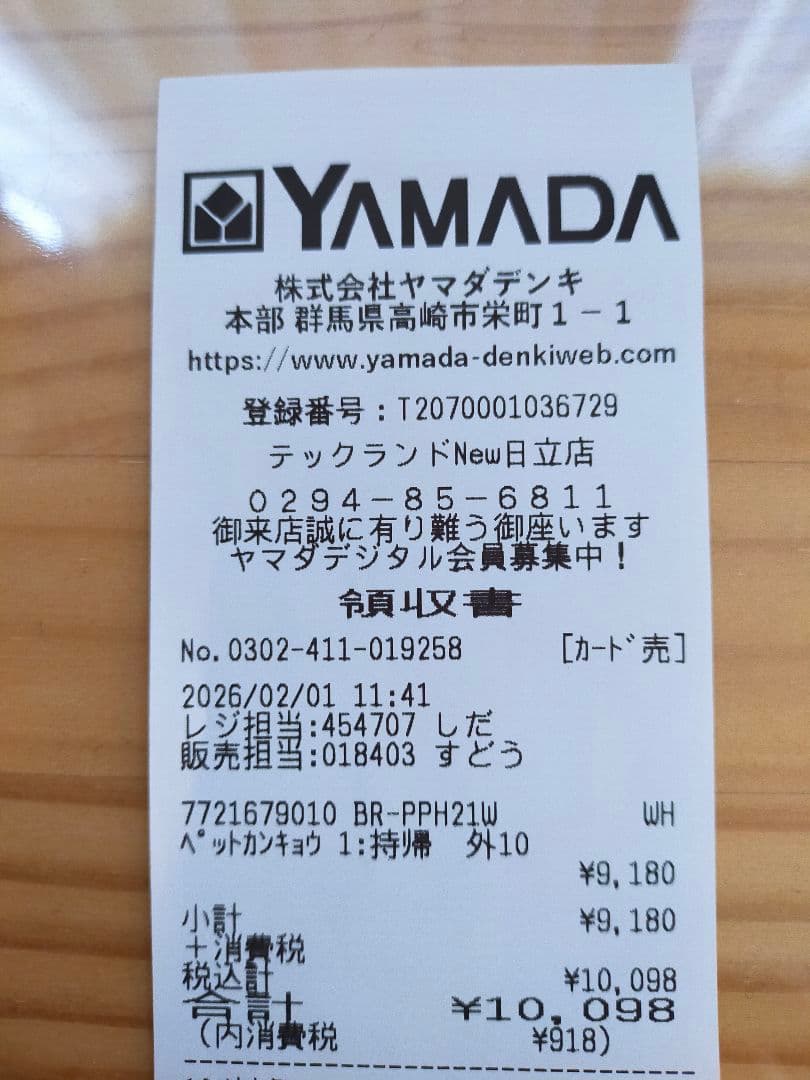 YAMADA
株式会社ヤマダデンキ
本部 群馬県高崎市栄町１－１
https://www.yamada-denkiweb.com
登録番号：T2070001036729
テックランドNew日立店
０２９４－８５－６８１１
御来店誠に有り難う御座います
ヤマダデジタル会員募集中！
領収書
No.0302-411-019258 [ｶｰﾄﾞ売]
2026/02/01 11:41
レジ担当:454707 しだ
販売担当:018403 すどう
7721679010 BR-PPH21W WH
ﾍﾟｯﾄｶﾝｷｮｳ 1:持帰 外10
¥9,180
小計 ¥9,180
＋消費税
税込計 ¥10,098
合計 ¥10,098
(内消費税 ¥918)